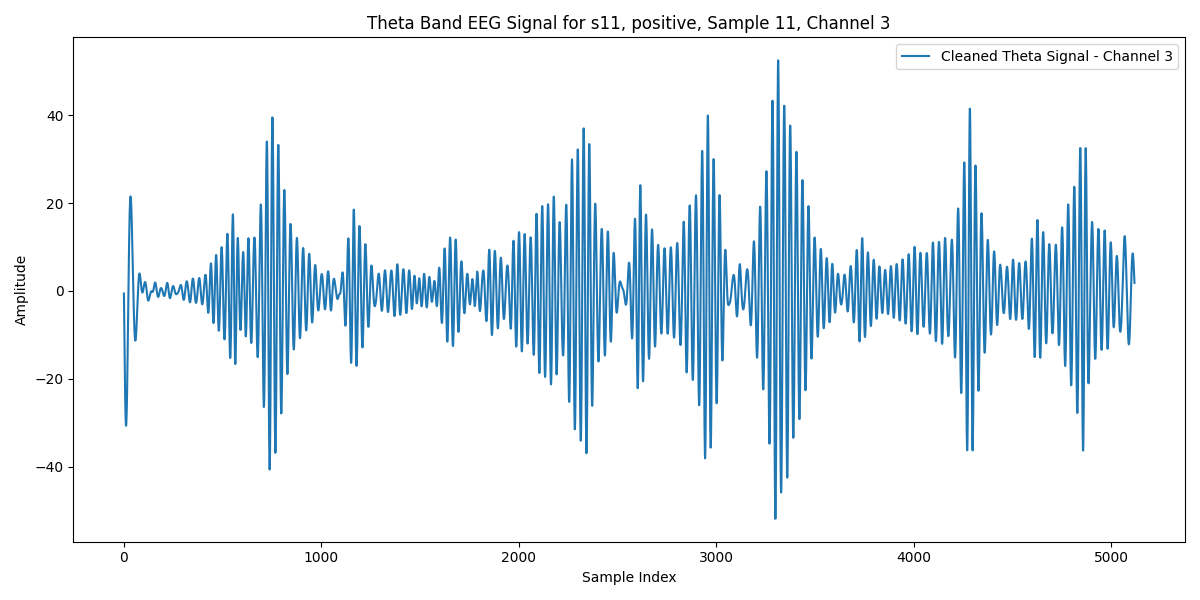 Theta Band EEG Signal for s11, positive, Sample 11, Channel 3
Cleaned Theta Signal - Channel 3
Amplitude
40
20
0
−20
−40
0 1000 2000 3000 4000 5000
Sample Index